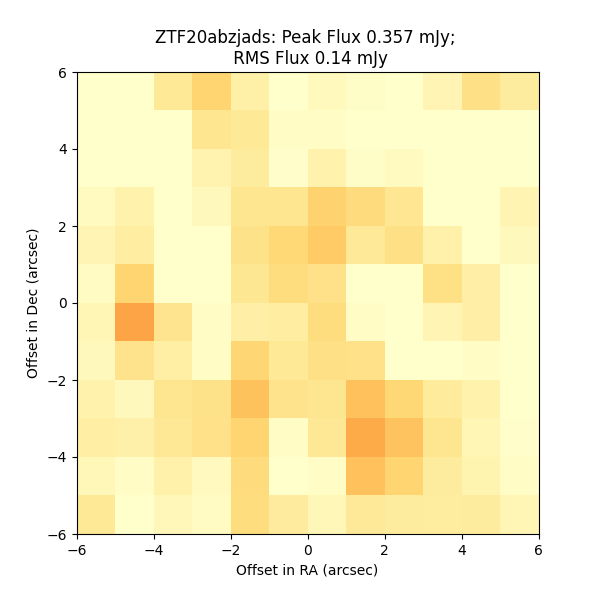 ZTF20abzjads: Peak Flux 0.357 mJy;
RMS Flux 0.14 mJy
6
4
2
0
−2
−4
−6
Offset in Dec (arcsec)
−6 −4 −2 0 2 4 6
Offset in RA (arcsec)